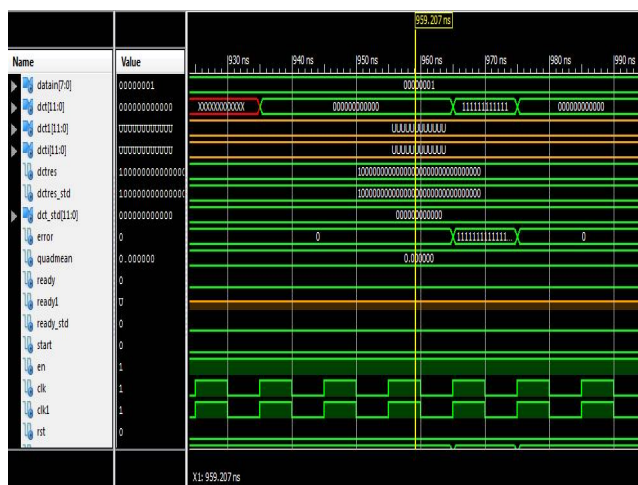 959.207 ns
Name Value 930 ns 940 ns 950 ns 960 ns 970 ns 980 ns 990 ns
datain[7:0] 00000001 00000001
dct[11:0] 000000000000 XXXXXXXXXXXX 000000000000 111111111111 000000000000
dct1[11:0] UUUUUUUUUUUU UUUUUUUUUUUU
dcti[11:0] UUUUUUUUUUUU UUUUUUUUUUUU
dctres
dctres_std
dct_std[11:0] 000000000000 000000000000
error 0 0 1111111111111... 0
quadmean 0.000000 0.000000
ready 0
ready1 U
ready_std 0
start 0
en 1
clk 1
clk1 1
rst 0
X1: 959.207 ns